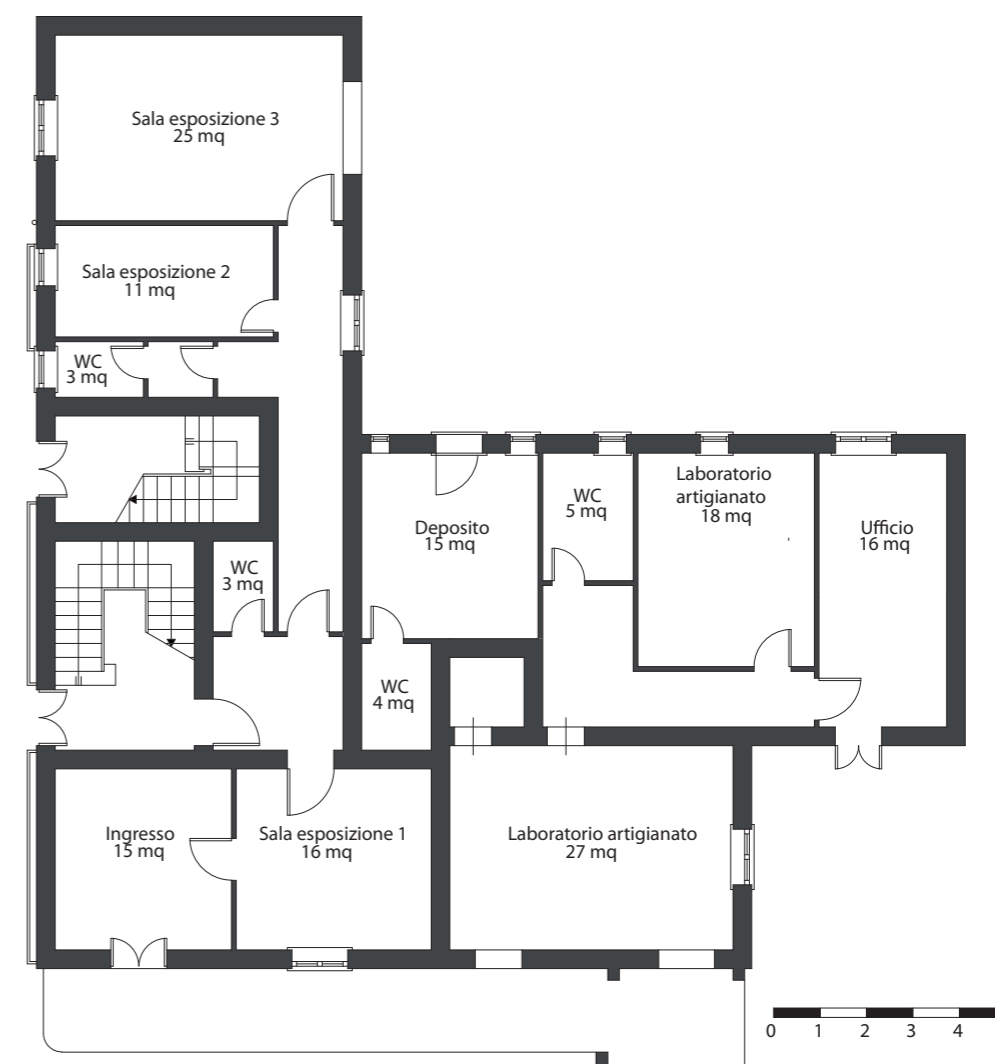 Sala esposizione 3
25 mq
Sala esposizione 2
11 mq
WC
3 mq
Laboratorio
artigianato
18 mq
WC
5 mq
Deposito
15 mq
Ufficio
16 mq
WC
3 mq
WC
4 mq
Ingresso
15 mq
Sala esposizione 1
16 mq
Laboratorio artigianato
27 mq
0 1 2 3 4